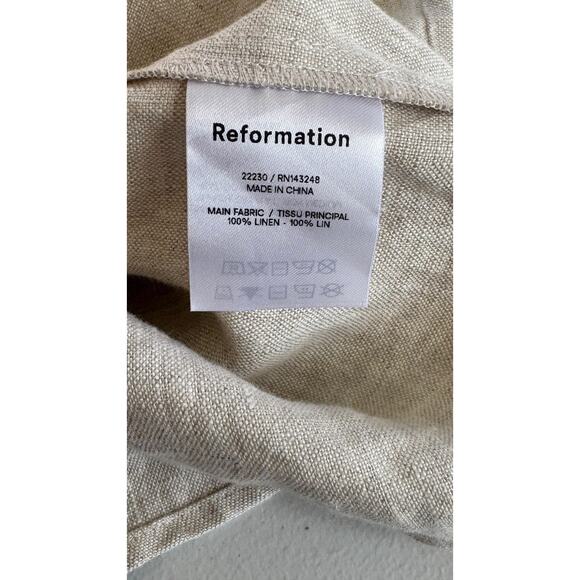 Reformation
22230 / RN143248
MADE IN CHINA
MAIN FABRIC / TISSU PRINCIPAL
100% LINEN - 100% LIN